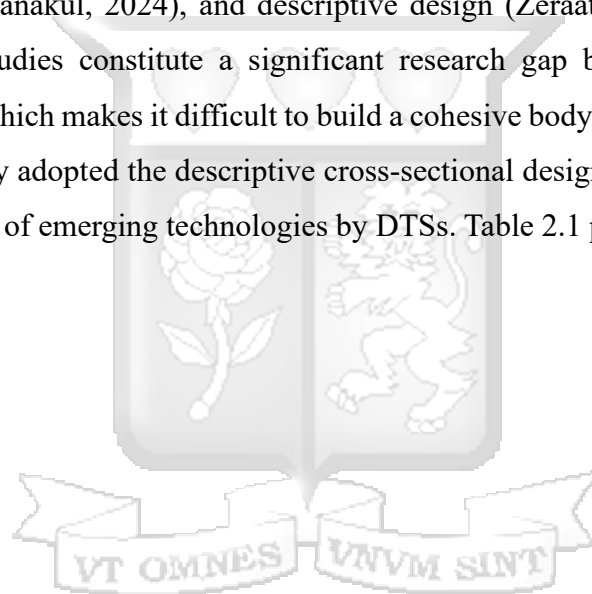 anakul, 2024), and descriptive design (Zeraat
udies constitute a significant research gap b
hich makes it difficult to build a cohesive body
y adopted the descriptive cross-sectional desig
of emerging technologies by DTSs. Table 2.1 p
VT OMNES VNVM SINT